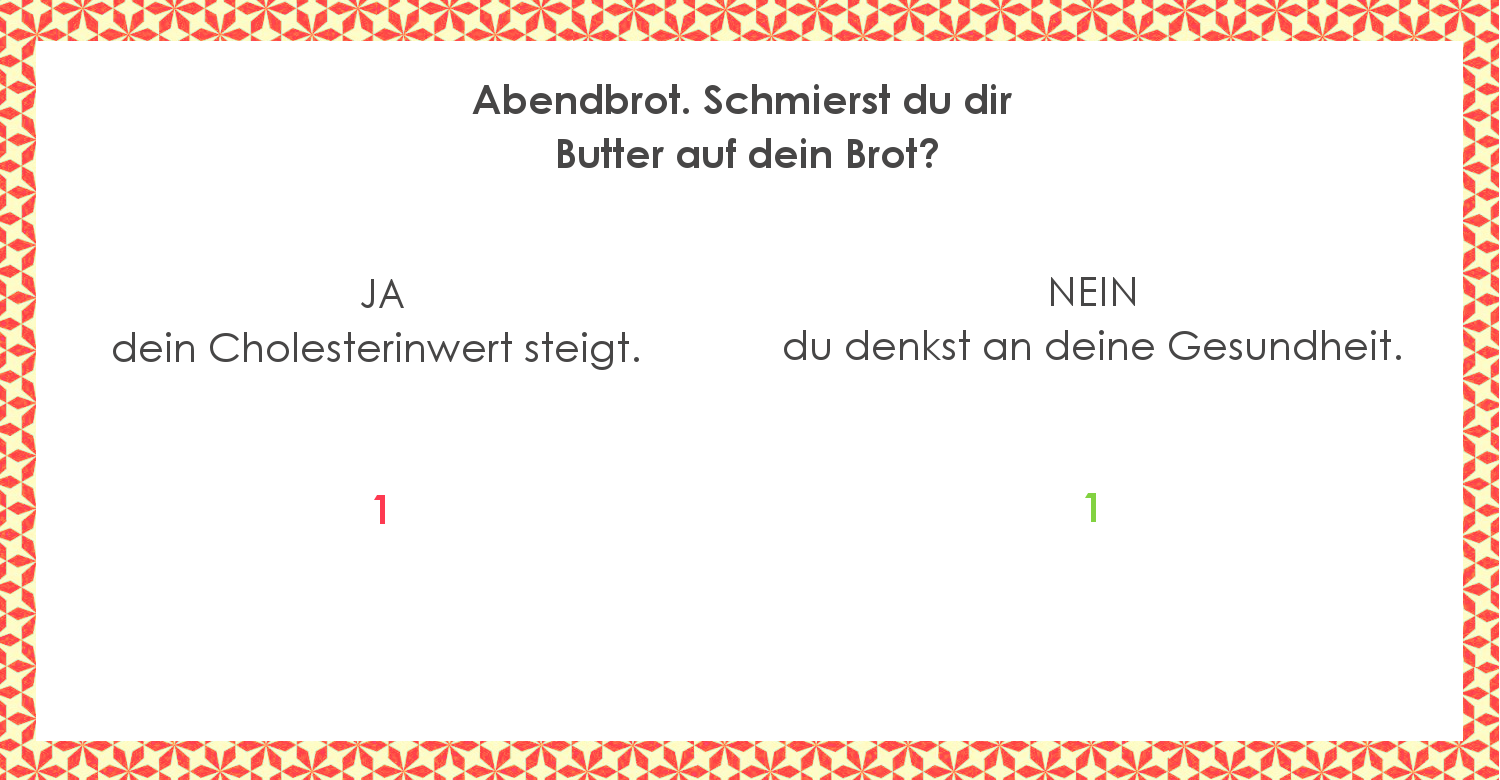 Abendbrot. Schmierst du dir
Butter auf dein Brot?
JA
dein Cholesterinwert steigt.
1
NEIN
du denkst an deine Gesundheit.
1